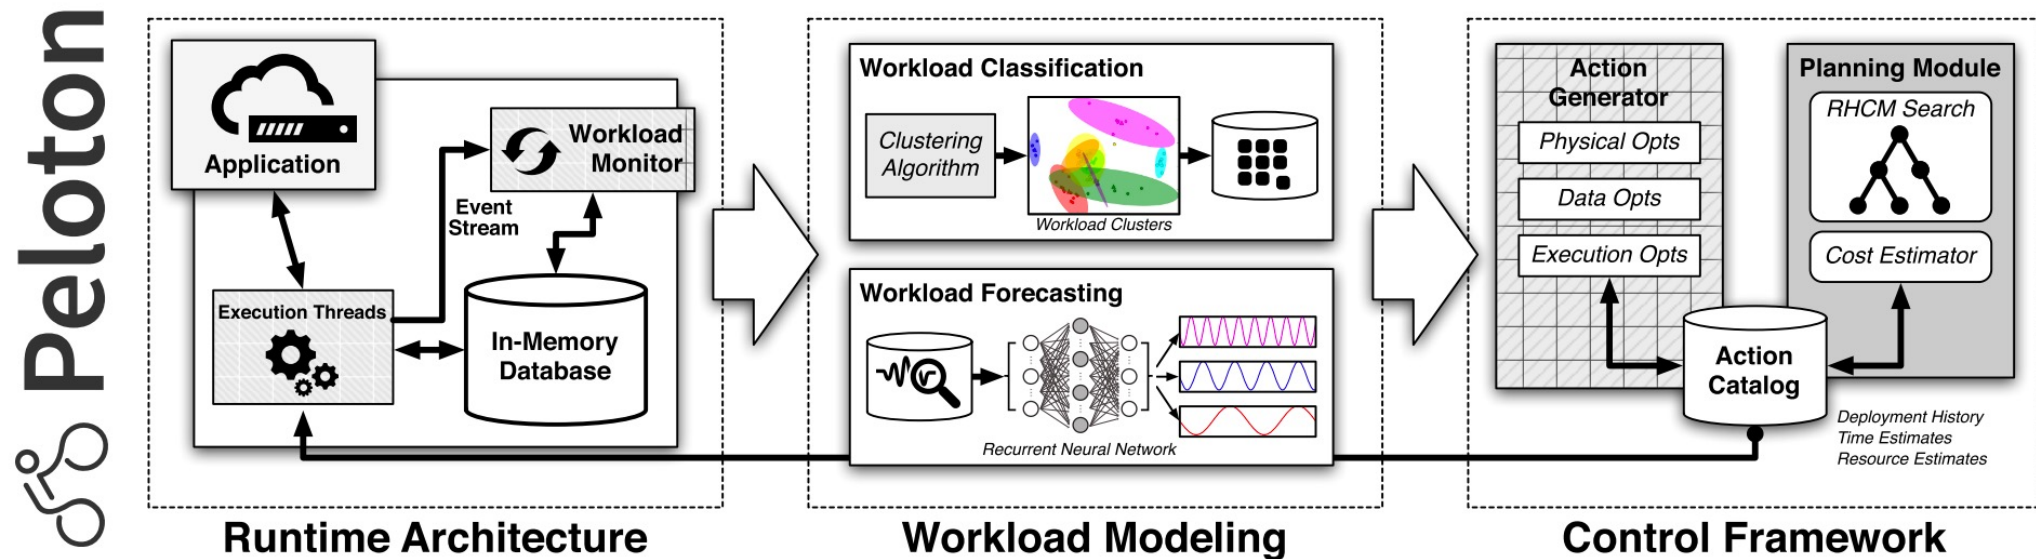 Peloton
Application
Workload
Monitor
Event
Stream
Execution Threads
In-Memory
Database
Runtime Architecture
Workload Classification
Clustering
Algorithm
Workload Clusters
Workload Forecasting
Recurrent Neural Network
Workload Modeling
Action
Generator
Physical Opts
Data Opts
Execution Opts
Planning Module
RHCM Search
Cost Estimator
Action
Catalog
Deployment History
Time Estimates
Resource Estimates
Control Framework